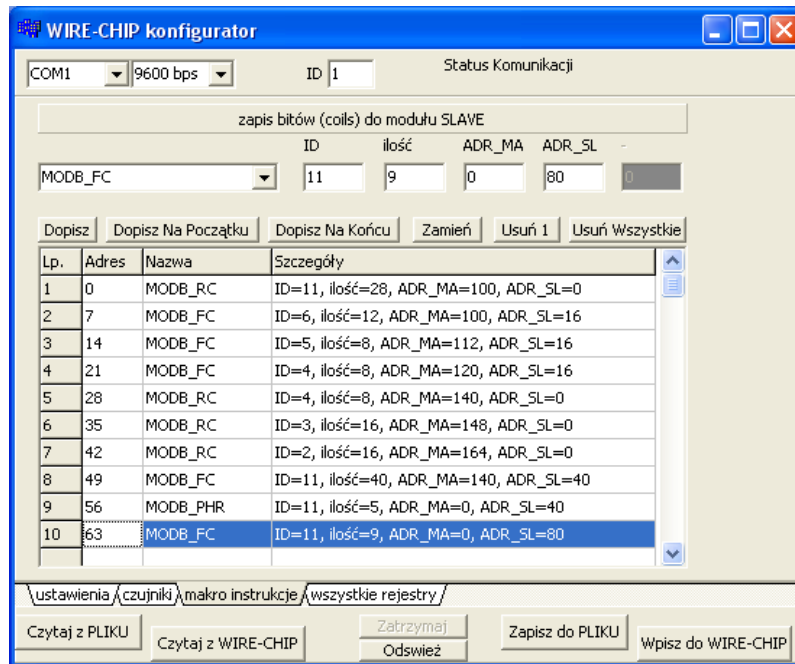 WIRE-CHIP konfigurator
COM1 9600 bps ID 1 Status Komunikacji
zapis bitów (coils) do modułu SLAVE
ID ilość ADR_MA ADR_SL -
MODB_FC 11 9 0 80 0
Dopisz Dopisz Na Początku Dopisz Na Końcu Zamień Usuń 1 Usuń Wszystkie
Lp. Adres Nazwa Szczegóły
1 0 MODB_RC ID=11, ilość=28, ADR_MA=100, ADR_SL=0
2 7 MODB_FC ID=6, ilość=12, ADR_MA=100, ADR_SL=16
3 14 MODB_FC ID=5, ilość=8, ADR_MA=112, ADR_SL=16
4 21 MODB_FC ID=4, ilość=8, ADR_MA=120, ADR_SL=16
5 28 MODB_RC ID=4, ilość=8, ADR_MA=140, ADR_SL=0
6 35 MODB_RC ID=3, ilość=16, ADR_MA=148, ADR_SL=0
7 42 MODB_RC ID=2, ilość=16, ADR_MA=164, ADR_SL=0
8 49 MODB_FC ID=11, ilość=40, ADR_MA=140, ADR_SL=40
9 56 MODB_PHR ID=11, ilość=5, ADR_MA=0, ADR_SL=40
10 63 MODB_FC ID=11, ilość=9, ADR_MA=0, ADR_SL=80
ustawienia czujniki makro instrukcje wszystkie rejestry
Czytaj z PLIKU Czytaj z WIRE-CHIP Zatrzymaj Zapisz do PLIKU Wpisz do WIRE-CHIP
Odswież